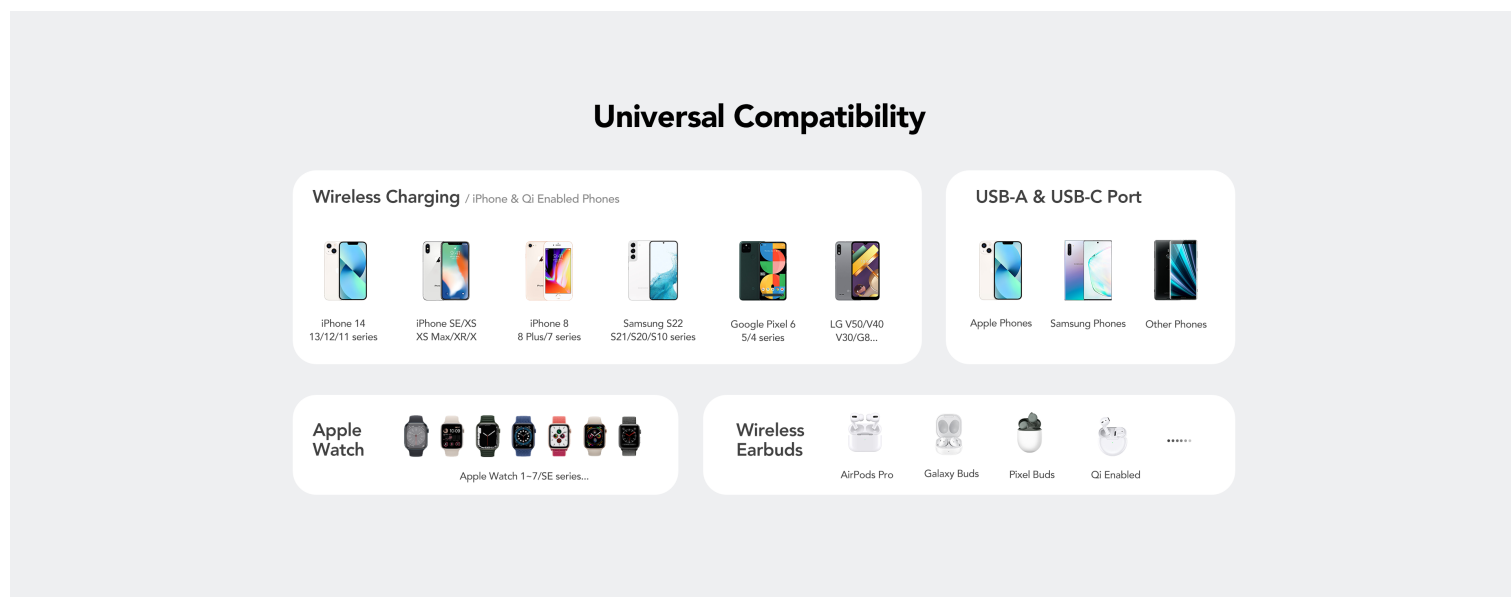 Universal Compatibility
Wireless Charging / iPhone & Qi Enabled Phones
iPhone 14
13/12/11 series
iPhone SE/XS
XS Max/XR/X
iPhone 8
8 Plus/7 series
Samsung S22
S21/S20/S10 series
Google Pixel 6
5/4 series
LG V50/V40
V30/G8...
USB-A & USB-C Port
Apple Phones
Samsung Phones
Other Phones
Apple
Watch
Apple Watch 1~7/SE series...
Wireless
Earbuds
AirPods Pro
Galaxy Buds
Pixel Buds
Qi Enabled
......